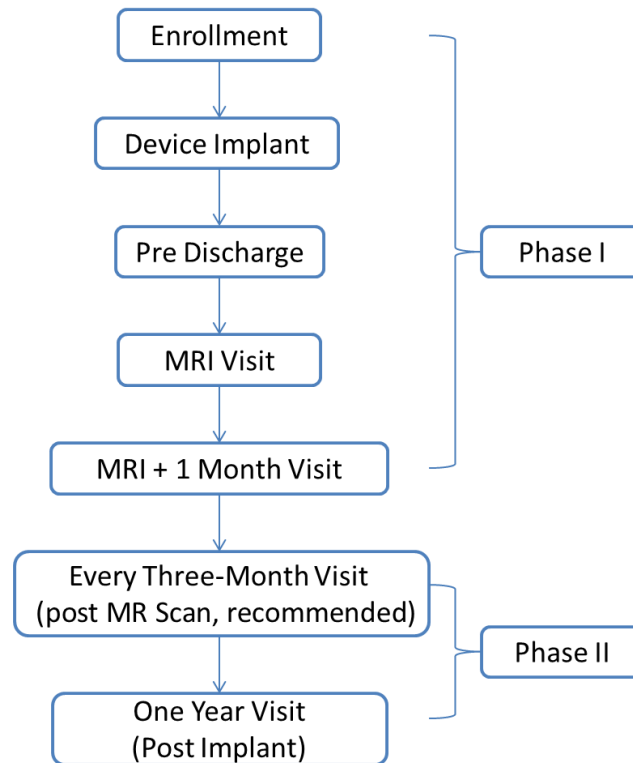 Enrollment
Device Implant
Pre Discharge
Phase I
MRI Visit
MRI + 1 Month Visit
Every Three-Month Visit
(post MR Scan, recommended)
Phase II
One Year Visit
(Post Implant)